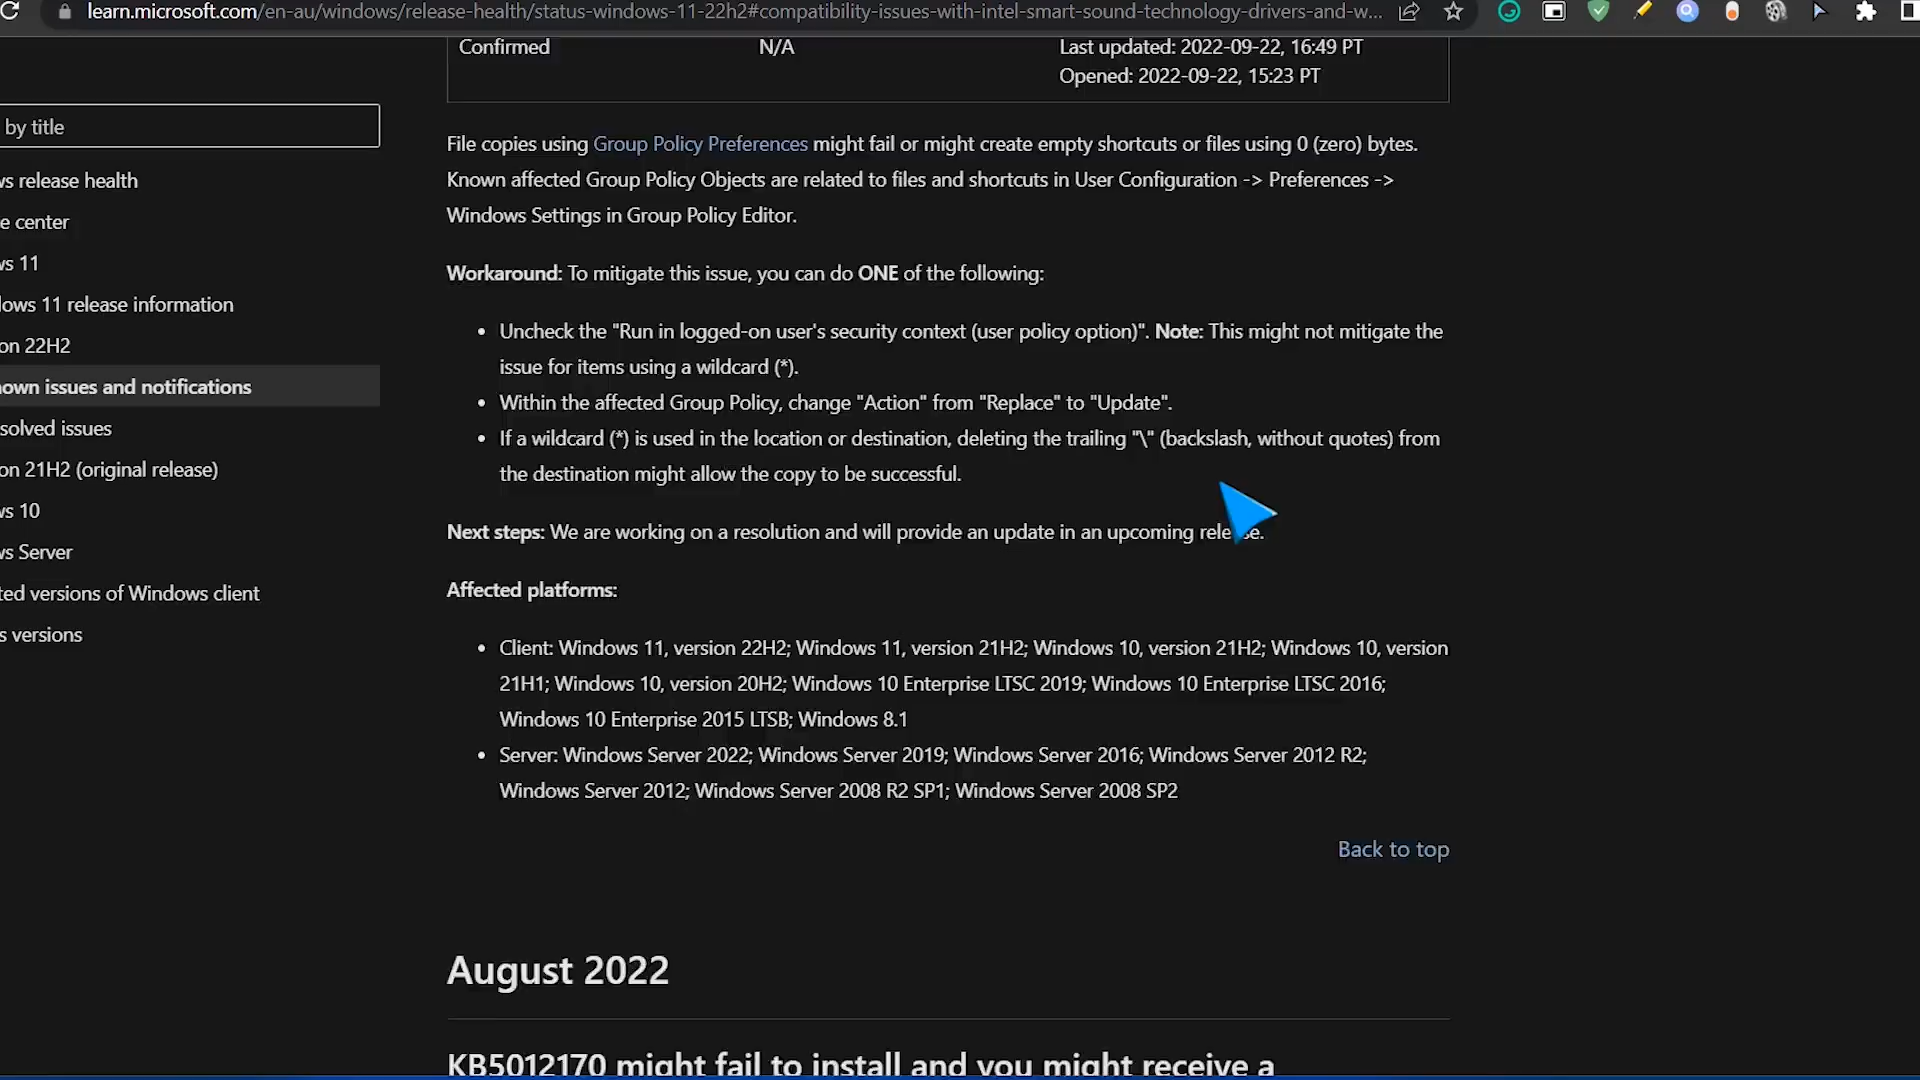 learn.microsoft.com/en-au/windows/release-health/status-windows-11-22h2#compatibility-issues-with-intel-smart-sound-technology-drivers-and-w...
Confirmed N/A Last updated: 2022-09-22, 16:49 PT
Opened: 2022-09-22, 15:23 PT
by title
ws release health
e center
ws 11
lows 11 release information
on 22H2
nown issues and notifications
solved issues
on 21H2 (original release)
ws 10
ws Server
ted versions of Windows client
s versions
File copies using Group Policy Preferences might fail or might create empty shortcuts or files using 0 (zero) bytes.
Known affected Group Policy Objects are related to files and shortcuts in User Configuration -> Preferences ->
Windows Settings in Group Policy Editor.
Workaround: To mitigate this issue, you can do ONE of the following:
• Uncheck the "Run in logged-on user's security context (user policy option)". Note: This might not mitigate the
issue for items using a wildcard (*).
• Within the affected Group Policy, change "Action" from "Replace" to "Update".
• If a wildcard (*) is used in the location or destination, deleting the trailing "\" (backslash, without quotes) from
the destination might allow the copy to be successful.
Next steps: We are working on a resolution and will provide an update in an upcoming release.
Affected platforms:
• Client: Windows 11, version 22H2; Windows 11, version 21H2; Windows 10, version 21H2; Windows 10, version
21H1; Windows 10, version 20H2; Windows 10 Enterprise LTSC 2019; Windows 10 Enterprise LTSC 2016;
Windows 10 Enterprise 2015 LTSB; Windows 8.1
• Server: Windows Server 2022; Windows Server 2019; Windows Server 2016; Windows Server 2012 R2;
Windows Server 2012; Windows Server 2008 R2 SP1; Windows Server 2008 SP2
Back to top
August 2022
KB5012170 might fail to install and you might receive a